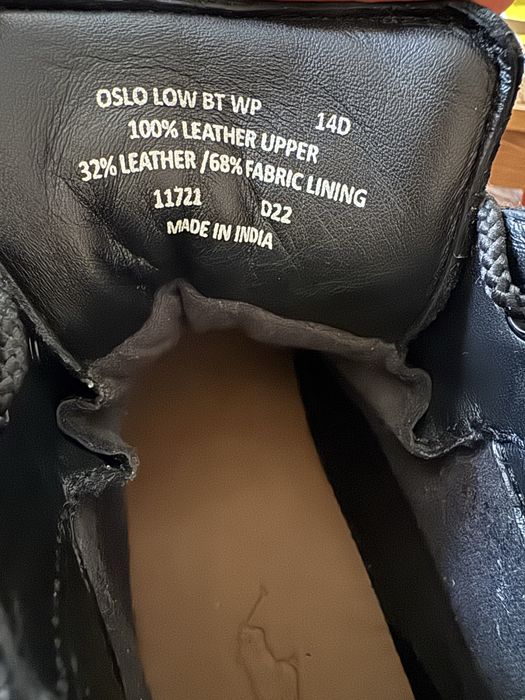 OSLO LOW BT WP 14D
100% LEATHER UPPER
32% LEATHER /68% FABRIC LINING
11721 D22
MADE IN INDIA